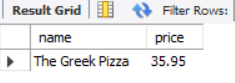 Result Grid Filter Rows:
name price
The Greek Pizza 35.95